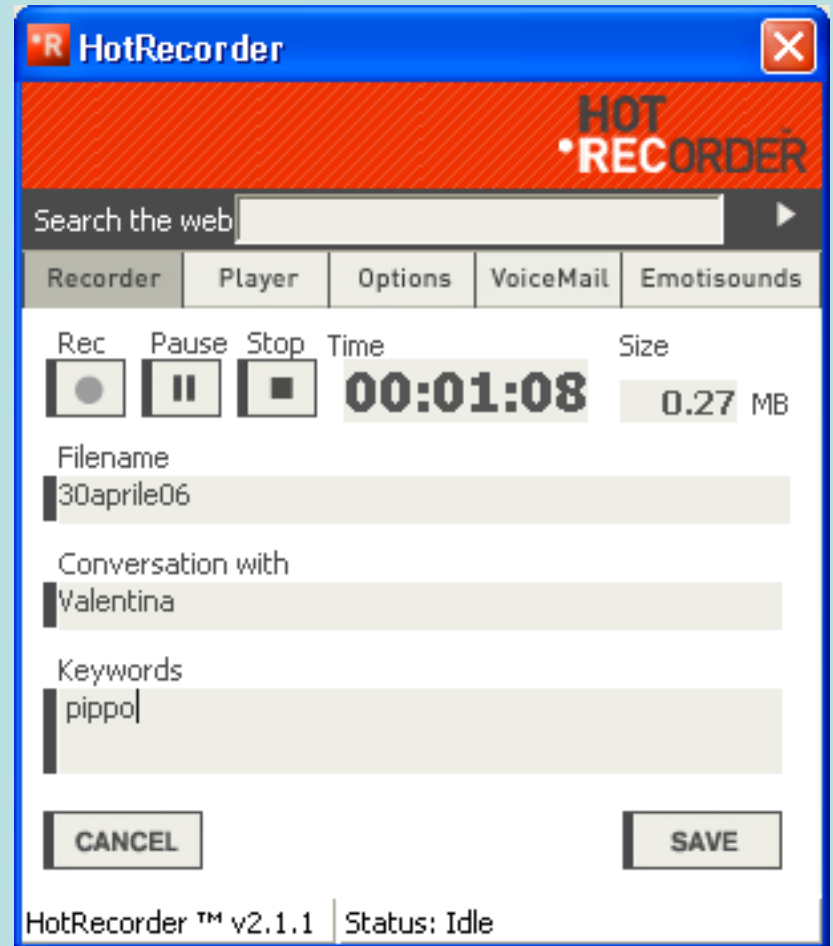 R HotRecorder
HOT
RECORDER
Search the web
Recorder Player Options VoiceMail Emotisounds
Rec Pause Stop Time Size
00:01:08 0.27 MB
Filename
30aprile06
Conversation with
Valentina
Keywords
pippo
CANCEL SAVE
HotRecorder ™ v2.1.1 Status: Idle